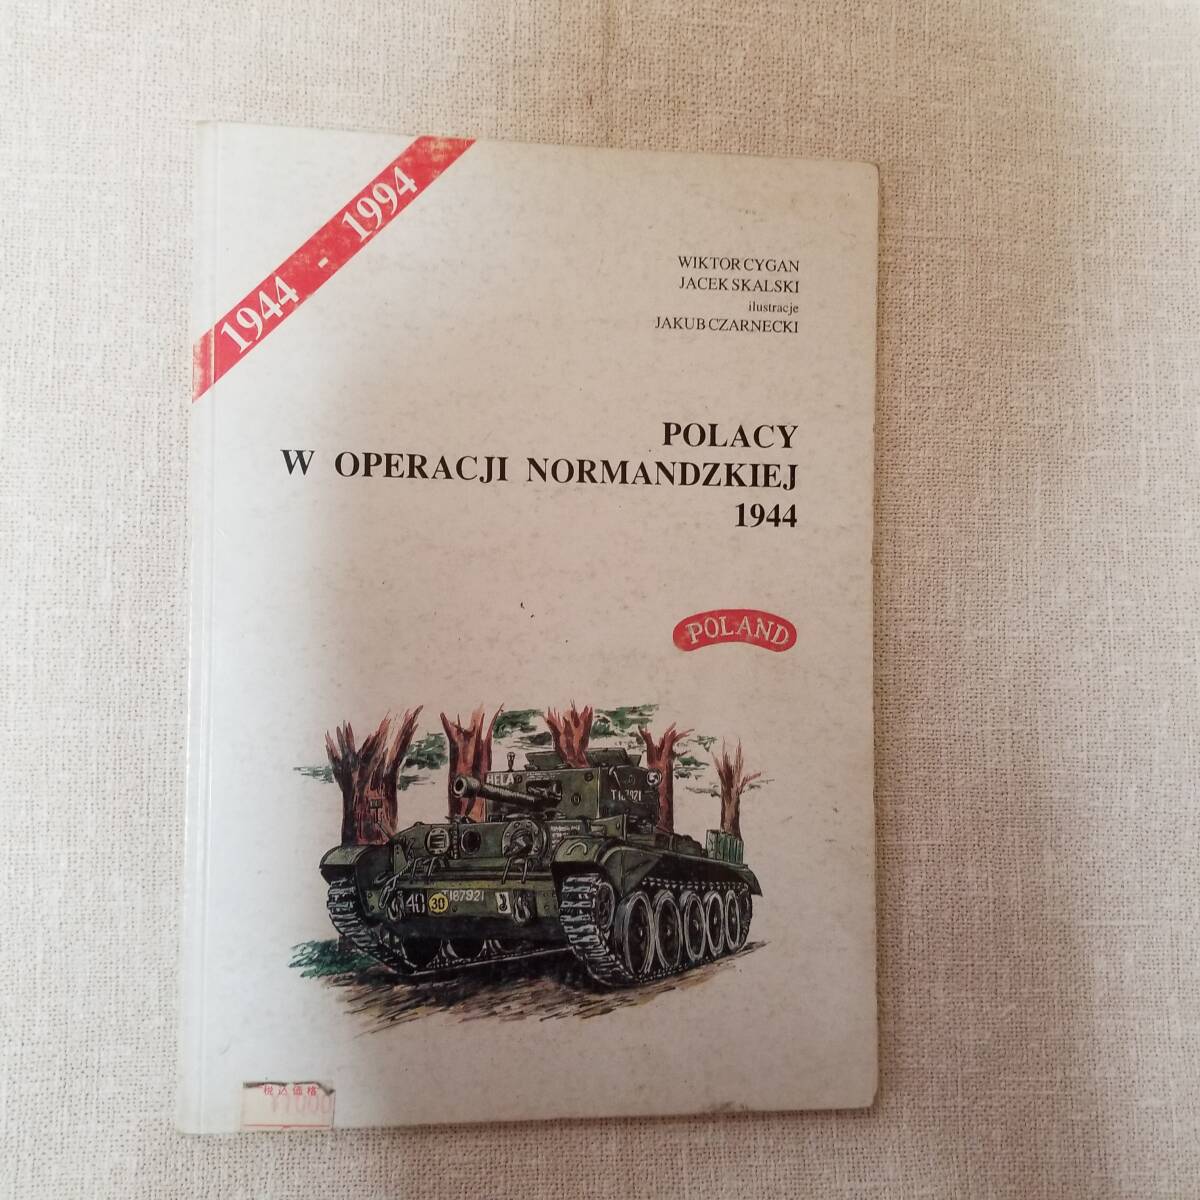 1944 - 1994
WIKTOR CYGAN
JACEK SKALSKI
ilustracje
JAKUB CZARNECKI
POLACY
W OPERACJI NORMANDZKIEJ
1944
POLAND
HELA
T187921
40
30
T187921
税込価格